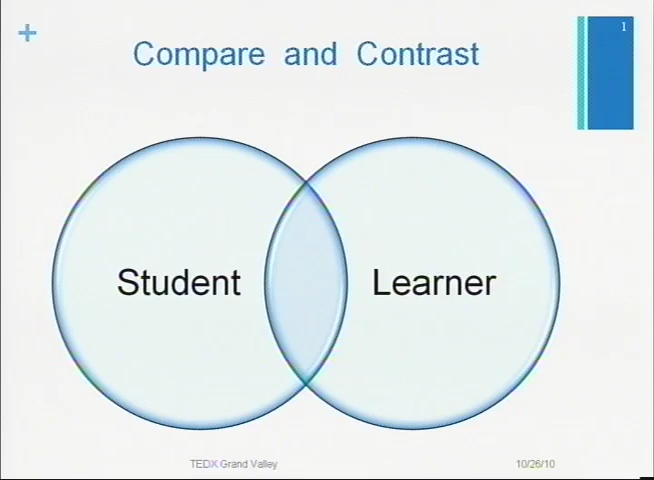 +
1
Compare and Contrast
Student
Learner
TEDX Grand Valley
10/26/10